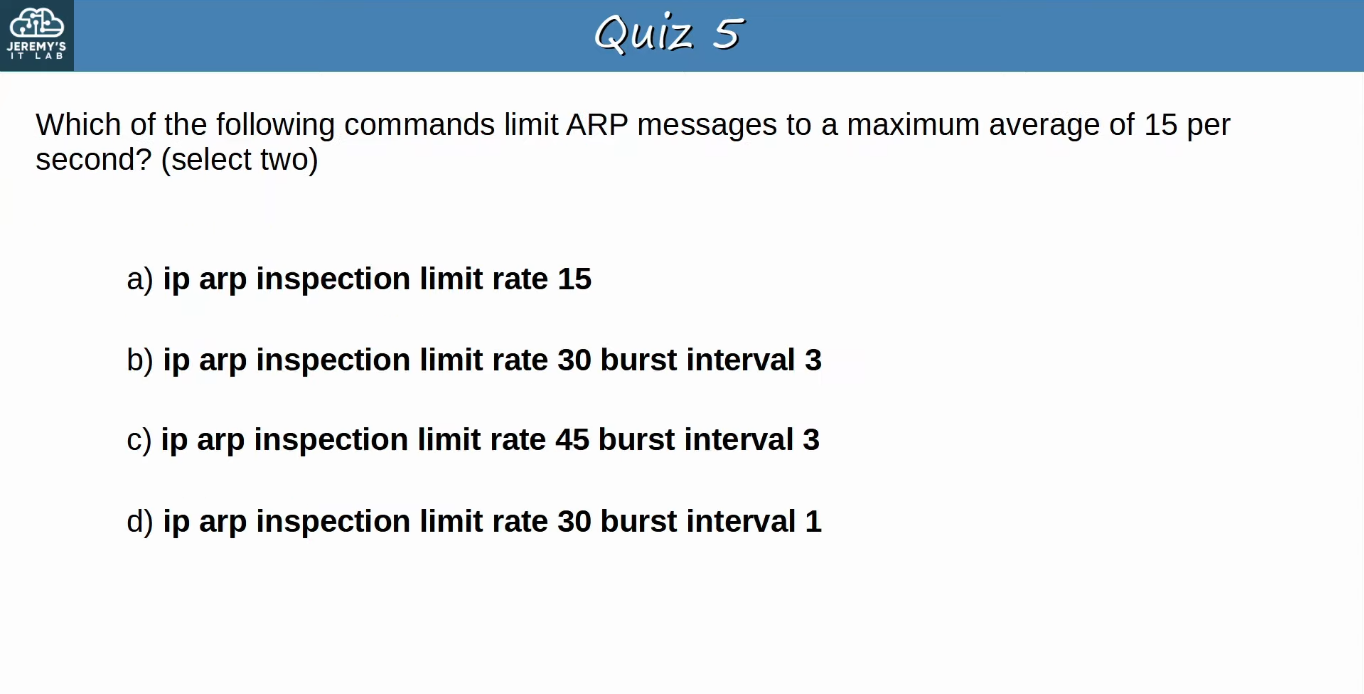 JEREMY'S
IT LAB
Quiz 5
Which of the following commands limit ARP messages to a maximum average of 15 per
second? (select two)
a) ip arp inspection limit rate 15
b) ip arp inspection limit rate 30 burst interval 3
c) ip arp inspection limit rate 45 burst interval 3
d) ip arp inspection limit rate 30 burst interval 1